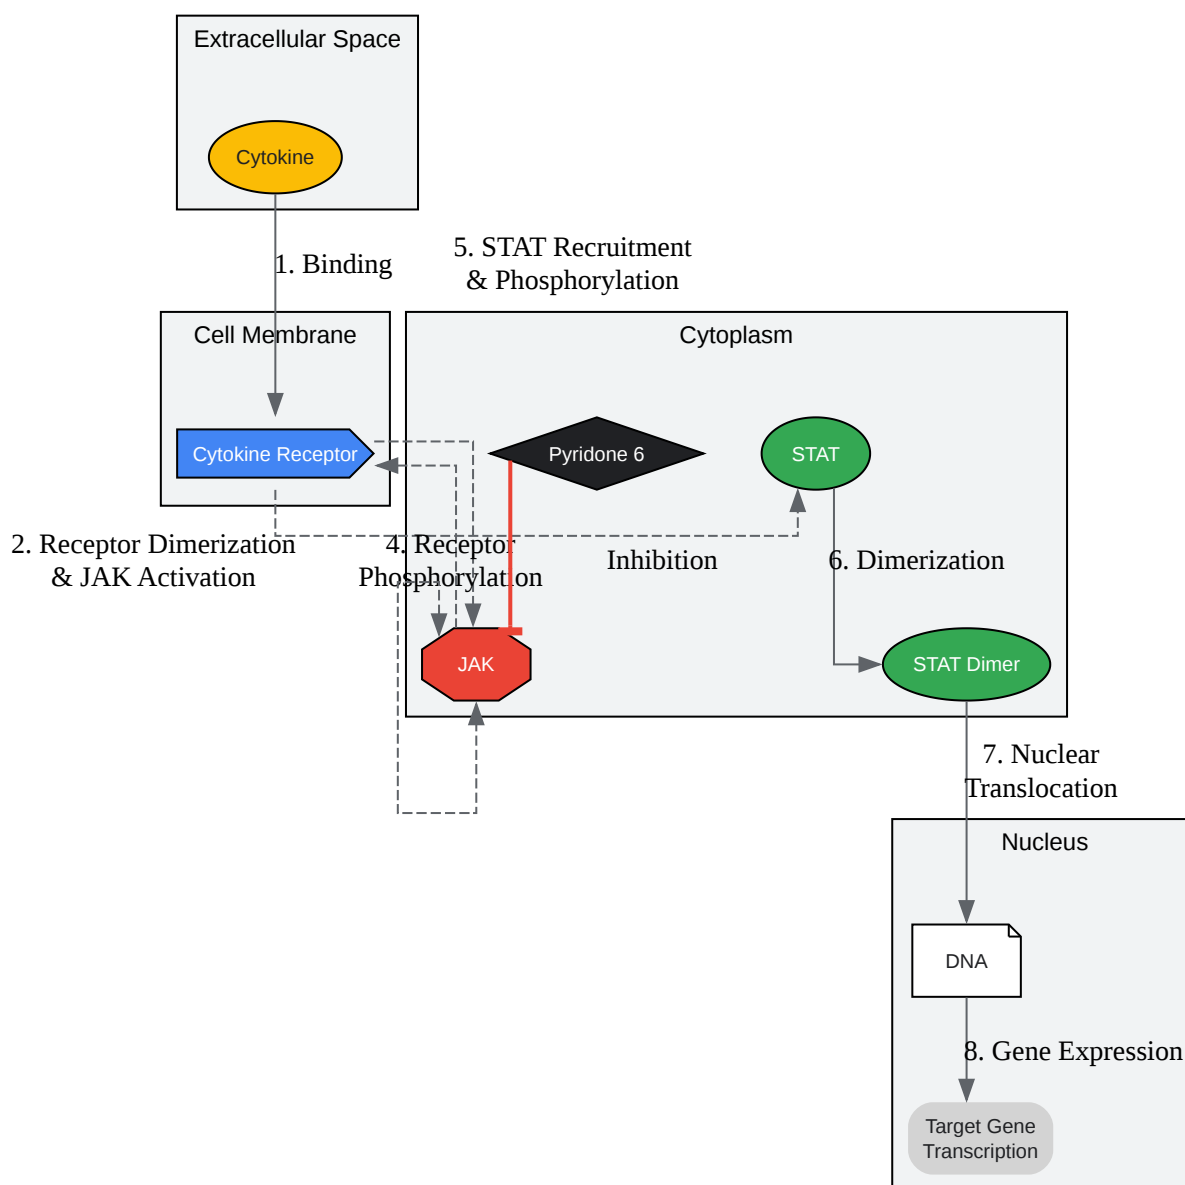 Extracellular Space
Cytokine
1. Binding
5. STAT Recruitment
& Phosphorylation
Cell Membrane
Cytoplasm
Cytokine Receptor
Pyridone 6
STAT
2. Receptor Dimerization
& JAK Activation
4. Receptor
Phosphorylation
Inhibition
6. Dimerization
JAK
STAT Dimer
7. Nuclear
Translocation
Nucleus
DNA
8. Gene Expression
Target Gene
Transcription